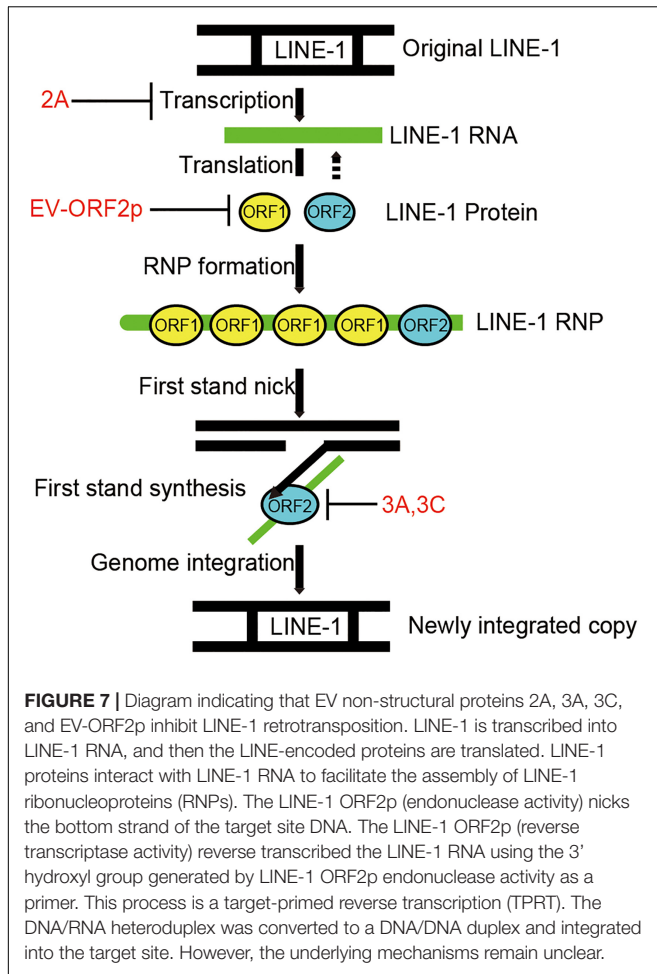 LINE-1 Original LINE-1
2A Transcription
LINE-1 RNA
Translation
EV-ORF2p ORF1 ORF2 LINE-1 Protein
RNP formation
ORF1 ORF1 ORF1 ORF1 ORF2 LINE-1 RNP
First stand nick
First stand synthesis ORF2 3A,3C
Genome integration
LINE-1 Newly integrated copy
FIGURE 7 | Diagram indicating that EV non-structural proteins 2A, 3A, 3C,
and EV-ORF2p inhibit LINE-1 retrotransposition. LINE-1 is transcribed into
LINE-1 RNA, and then the LINE-encoded proteins are translated. LINE-1
proteins interact with LINE-1 RNA to facilitate the assembly of LINE-1
ribonucleoproteins (RNPs). The LINE-1 ORF2p (endonuclease activity) nicks
the bottom strand of the target site DNA. The LINE-1 ORF2p (reverse
transcriptase activity) reverse transcribed the LINE-1 RNA using the 3'
hydroxyl group generated by LINE-1 ORF2p endonuclease activity as a
primer. This process is a target-primed reverse transcription (TPRT). The
DNA/RNA heteroduplex was converted to a DNA/DNA duplex and integrated
into the target site. However, the underlying mechanisms remain unclear.